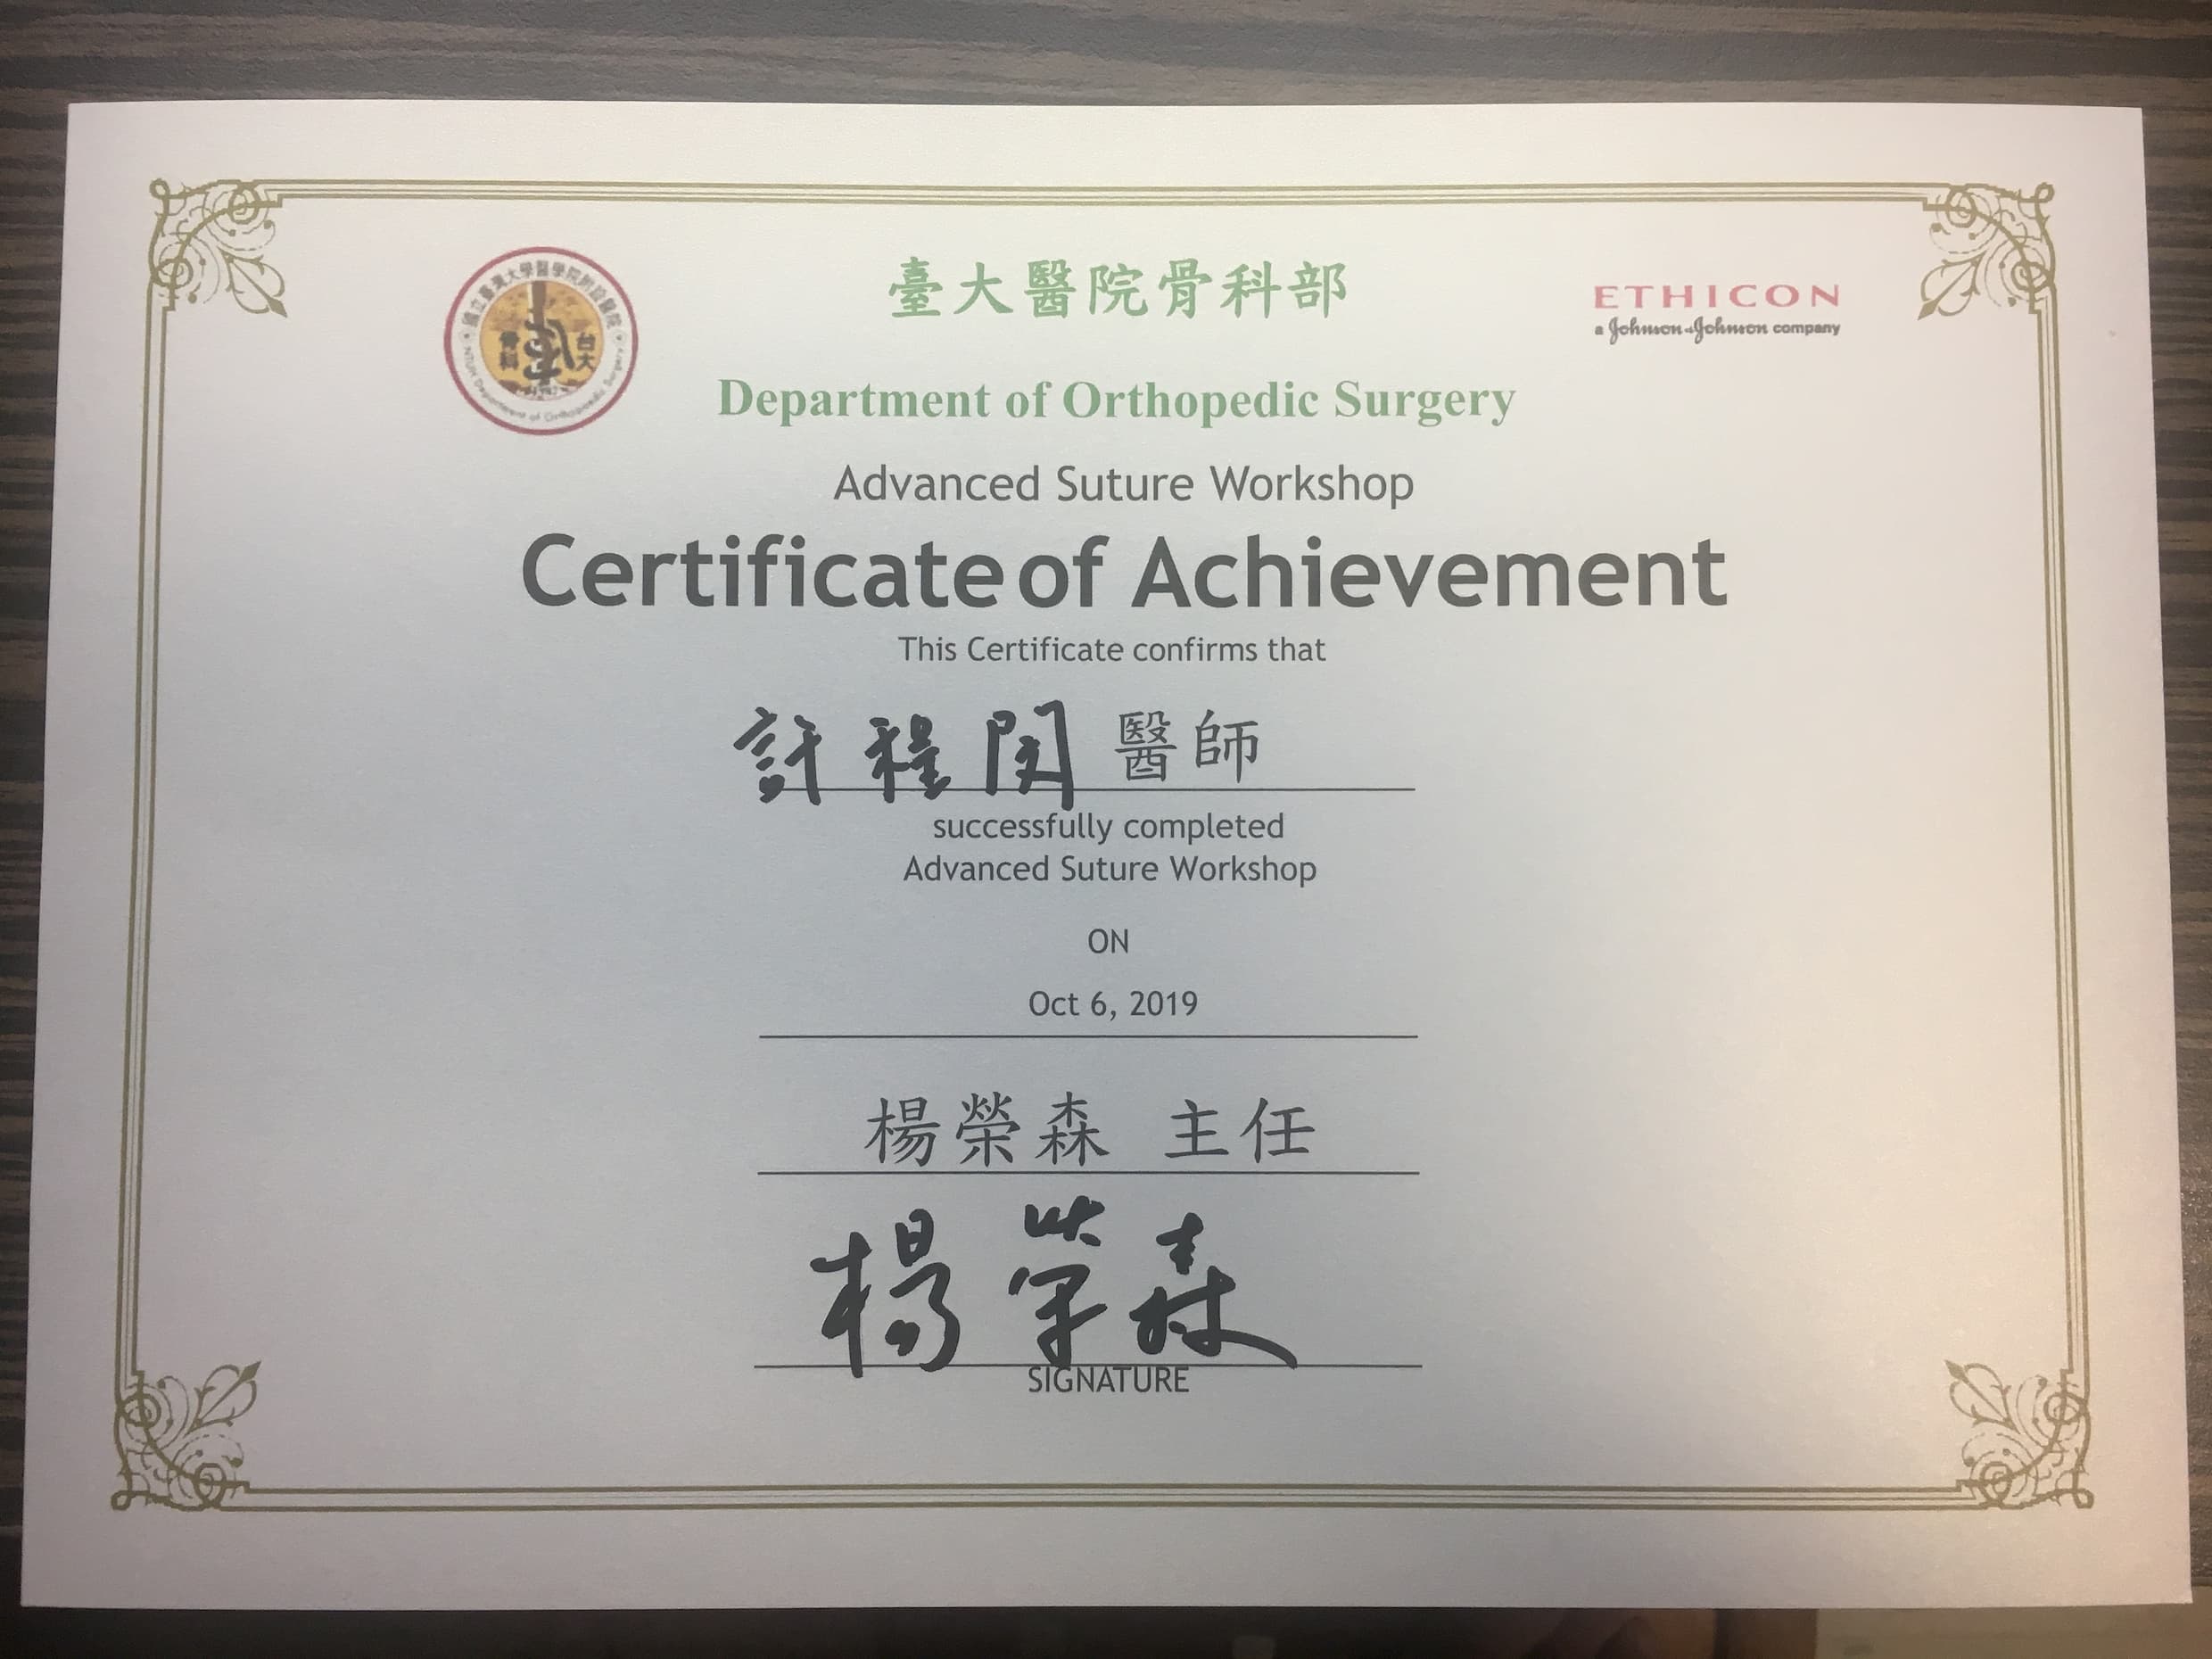 國立臺灣大學醫學院附設醫院
骨科 台大
NTUH Department of Orthopaedic Surgery
臺大醫院骨科部
ETHICON
a Johnson & Johnson company
Department of Orthopedic Surgery
Advanced Suture Workshop
Certificate of Achievement
This Certificate confirms that
許程閔 醫師
successfully completed
Advanced Suture Workshop
ON
Oct 6, 2019
楊榮森 主任
楊榮森
SIGNATURE